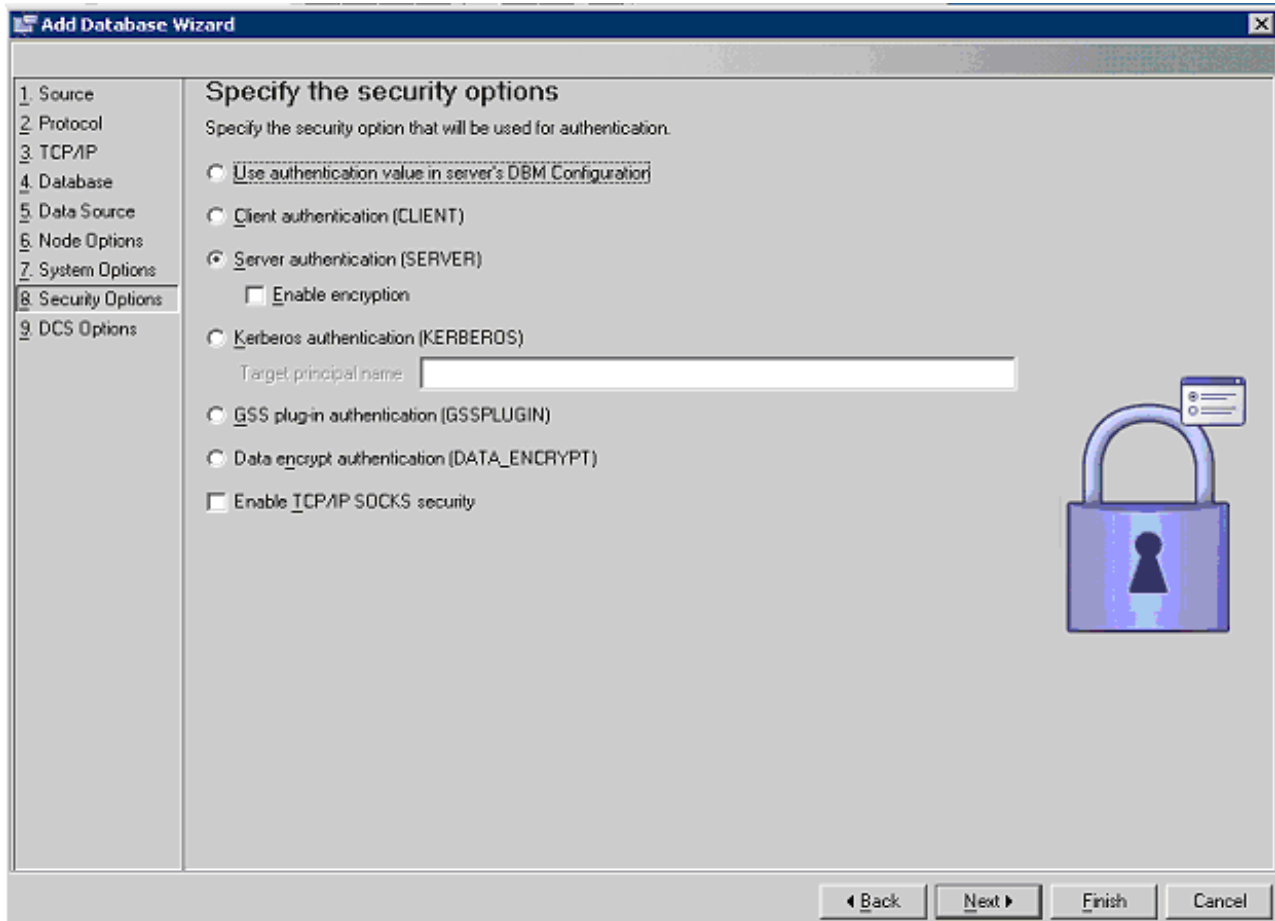 Add Database Wizard
1. Source
2. Protocol
3. TCP/IP
4. Database
5. Data Source
6. Node Options
7. System Options
8. Security Options
9. DCS Options
Specify the security options
Specify the security option that will be used for authentication.
Use authentication value in server's DBM Configuration
Client authentication (CLIENT)
Server authentication (SERVER)
Enable encryption
Kerberos authentication (KERBEROS)
Target principal name
GSS plug-in authentication (GSSPLUGIN)
Data encrypt authentication (DATA_ENCRYPT)
Enable TCP/IP SOCKS security
Back
Next
Finish
Cancel